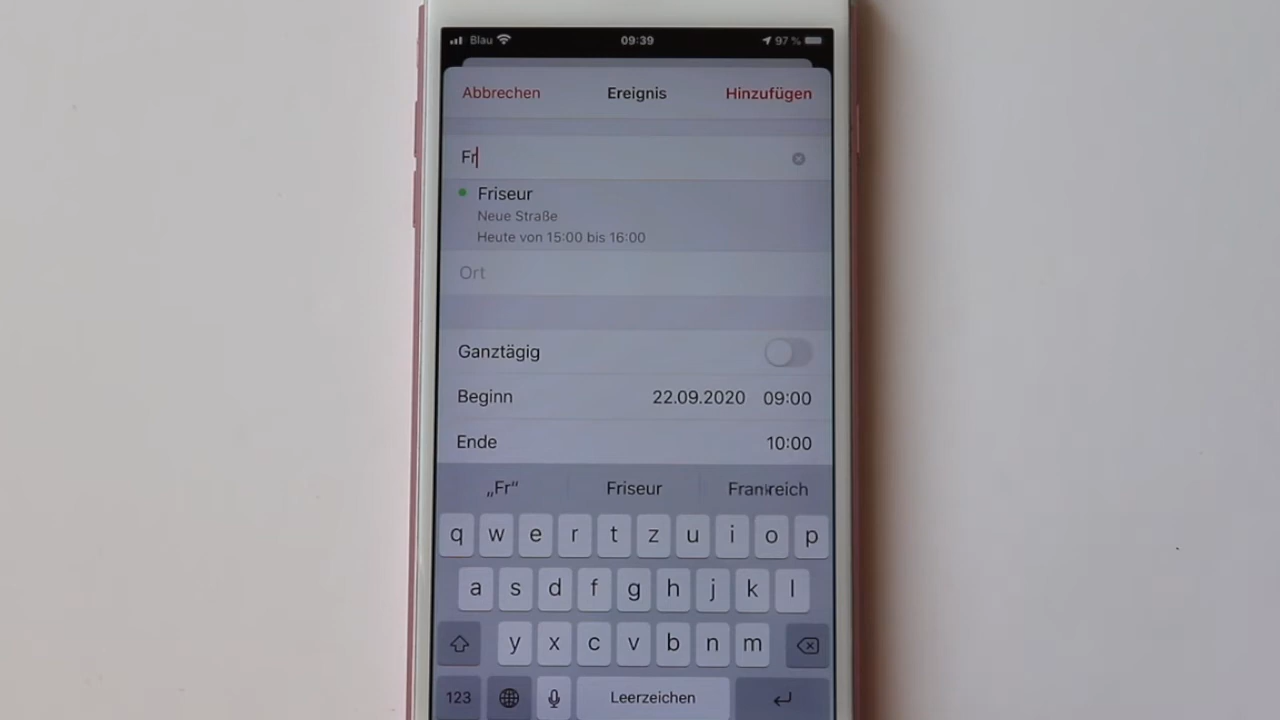 Blau 09:39 97 %
Abbrechen Ereignis Hinzufügen
Fr
Friseur
Neue Straße
Heute von 15:00 bis 16:00
Ort
Ganztägig
Beginn 22.09.2020 09:00
Ende 10:00
„Fr“ Friseur Frankreich
q w e r t z u i o p
a s d f g h j k l
y x c v b n m
123 Leerzeichen